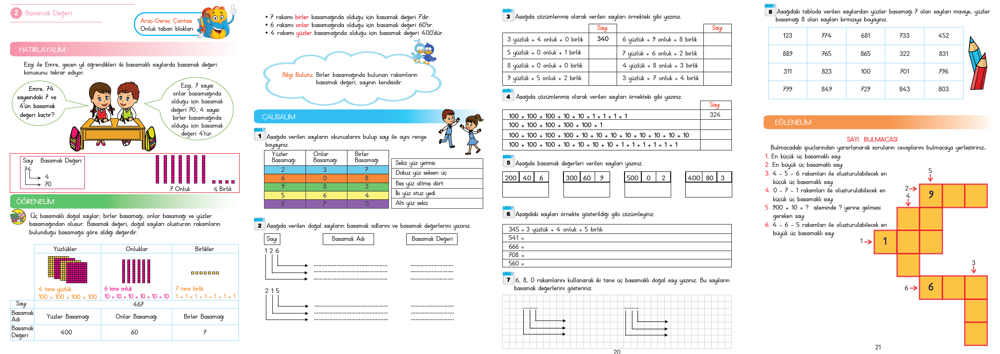 2 Basamak Değeri
Araç-Gereç Çantası
Onluk taban blokları
HATIRLAYALIM
Ezgi ile Emre, geçen yıl öğrendikleri iki basamaklı sayılarda basamak değeri
konusunu tekrar ediyor.
Emre, 74
sayısındaki 7 ve
4'ün basamak
değeri kaçtır?
Ezgi, 7 sayısı
onlar basamağında
olduğu için basamak
değeri 70, 4 sayısı
birler basamağında
olduğu için basamak
değeri 4'tür.
Sayı Basamak Değeri
74
4
70
7 Onluk 4 Birlik
ÖĞRENELİM
Üç basamaklı doğal sayılar; birler basamağı, onlar basamağı ve yüzler
basamağından oluşur. Basamak değeri, doğal sayıları oluşturan rakamların
bulunduğu basamağa göre aldığı değerdir.
Yüzlükler Onluklar Birlikler
4 tane yüzlük 6 tane onluk 7 tane birlik
100 + 100 + 100 + 100 10 + 10 + 10 + 10 + 10 + 10 1 + 1 + 1 + 1 + 1 + 1 + 1
Sayı 467
Basamak Adı Yüzler Basamağı Onlar Basamağı Birler Basamağı
Basamak Değeri 400 60 7
• 7 rakamı birler basamağında olduğu için basamak değeri 7'dir.
• 6 rakamı onlar basamağında olduğu için basamak değeri 60'tır.
• 4 rakamı yüzler basamağında olduğu için basamak değeri 400'dür.
Bilgi Bulutu: Birler basamağında bulunan rakamların
basamak değeri, sayının kendisidir.
ÇALIŞALIM
1 Aşağıda verilen sayıların okunuşlarını bulup sayı ile aynı renge
boyayınız.
Yüzler Basamağı Onlar Basamağı Birler Basamağı
2 3 7
6 0 8
9 8 3
5 6 4
8 7 0
Sekiz yüz yetmiş
Dokuz yüz seksen üç
Beş yüz altmış dört
İki yüz otuz yedi
Altı yüz sekiz
2 Aşağıda verilen doğal sayıların basamak adlarını ve basamak değerlerini yazınız.
Sayı Basamak Adı Basamak Değeri
1 2 6
2 1 5
3 Aşağıda çözümlenmiş olarak verilen sayıları örnekteki gibi yazınız.
Sayı Sayı
3 yüzlük + 4 onluk + 0 birlik 340 6 yüzlük + 9 onluk + 8 birlik
5 yüzlük + 0 onluk + 1 birlik 7 yüzlük + 6 onluk + 2 birlik
8 yüzlük + 0 onluk + 0 birlik 4 yüzlük + 8 onluk + 3 birlik
9 yüzlük + 5 onluk + 2 birlik 3 yüzlük + 7 onluk + 4 birlik
4 Aşağıda çözümlenmiş olarak verilen sayıları örnekteki gibi yazınız.
Sayı
100 + 100 + 100 + 10 + 10 + 1 + 1 + 1 + 1 324
100 + 100 + 100 + 100 + 100 + 1
100 + 100 + 100 + 100 + 10 + 10 + 10 + 10 + 10 + 10 + 10 + 10
100 + 100 + 100 + 10 + 10 + 10 + 10 + 1 + 1 + 1 + 1 + 1 + 1
5 Aşağıda basamak değerleri verilen sayıları yazınız.
200 40 6 300 60 9 500 0 2 400 80 3
6 Aşağıdaki sayıları örnekte gösterildiği gibi çözümleyiniz.
345 = 3 yüzlük + 4 onluk + 5 birlik
541 =
666 =
708 =
560 =
7 6, 8, 0 rakamlarını kullanarak iki tane üç basamaklı doğal sayı yazınız. Bu sayıların
basamak değerlerini gösteriniz.
20
8 Aşağıdaki tabloda verilen sayılardan yüzler basamağı 7 olan sayıları maviye, yüzler
basamağı 8 olan sayıları kırmızıya boyayınız.
123 774 681 733 452
889 765 865 322 831
311 823 100 701 796
799 849 729 843 803
EĞLENELİM
SAYI BULMACASI
Bulmacadaki ipuçlarından yararlanarak soruların cevaplarını bulmacaya yerleştiriniz.
1. En küçük üç basamaklı sayı
2. En büyük üç basamaklı sayı
3. 4 - 5 - 6 rakamları ile oluşturulabilecek en
küçük üç basamaklı sayı
4. 0 - 7 - 1 rakamları ile oluşturulabilecek en
küçük üç basamaklı sayı
5. 900 + 10 = ? işleminde ? yerine gelmesi
gereken sayı
6. 4 - 6 - 5 rakamları ile oluşturulabilecek en
büyük üç basamaklı sayı
5
2 9
4
1 1
3
6 6
21